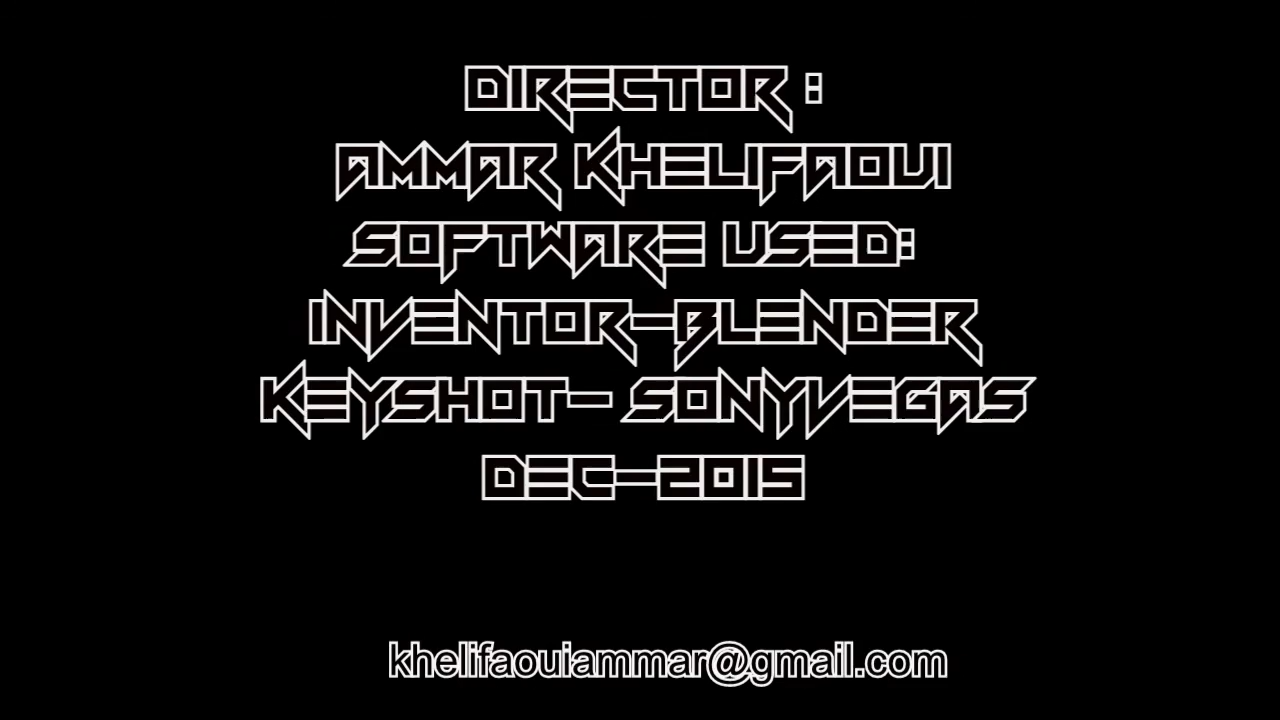 DIRECTOR :
AMMAR KHELIFAOUI
SOFTWARE USED:
INVENTOR-BLENDER
KEYSHOT- SONYVEGAS
DEC-2015
khelifaouiammar@gmail.com